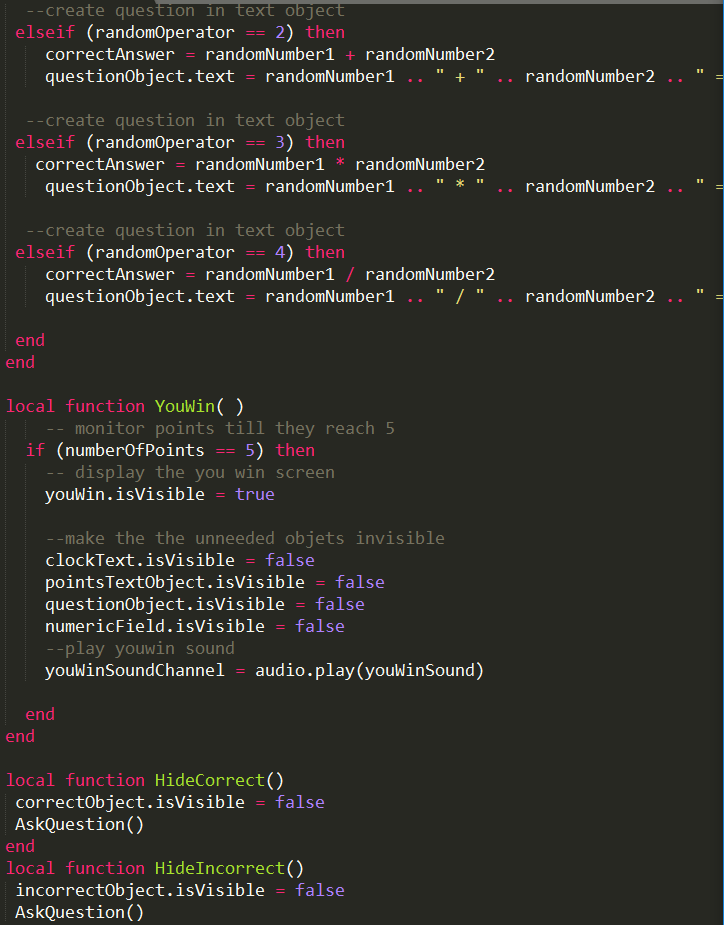 --create question in text object
elseif (randomOperator == 2) then
correctAnswer = randomNumber1 + randomNumber2
questionObject.text = randomNumber1 .. " + " .. randomNumber2 .. " =
--create question in text object
elseif (randomOperator == 3) then
correctAnswer = randomNumber1 * randomNumber2
questionObject.text = randomNumber1 .. " * " .. randomNumber2 .. " =
--create question in text object
elseif (randomOperator == 4) then
correctAnswer = randomNumber1 / randomNumber2
questionObject.text = randomNumber1 .. " / " .. randomNumber2 .. " =
end
end
local function YouWin( )
-- monitor points till they reach 5
if (numberOfPoints == 5) then
-- display the you win screen
youWin.isVisible = true
--make the the unneeded objets invisible
clockText.isVisible = false
pointsTextObject.isVisible = false
questionObject.isVisible = false
numericField.isVisible = false
--play youwin sound
youWinSoundChannel = audio.play(youWinSound)
end
end
local function HideCorrect()
correctObject.isVisible = false
AskQuestion()
end
local function HideIncorrect()
incorrectObject.isVisible = false
AskQuestion()